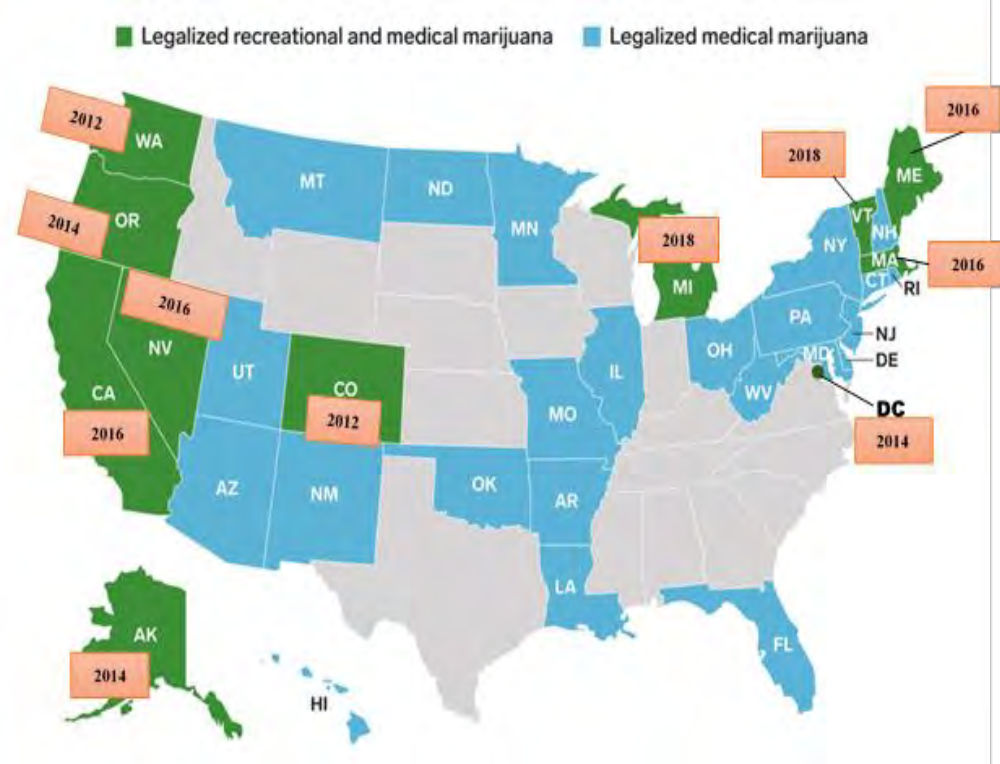 Legalized recreational and medical marijuana
Legalized medical marijuana
2012
WA
2016
2018
ME
MT
ND
OR
2014
MN
VT
NH
NY
2018
MA
2016
CT
RI
MI
2016
NV
PA
NJ
OH
MD
DE
UT
IL
CO
WV
CA
DC
2012
MO
2016
2014
AZ
NM
OK
AR
LA
AK
FL
2014
HI